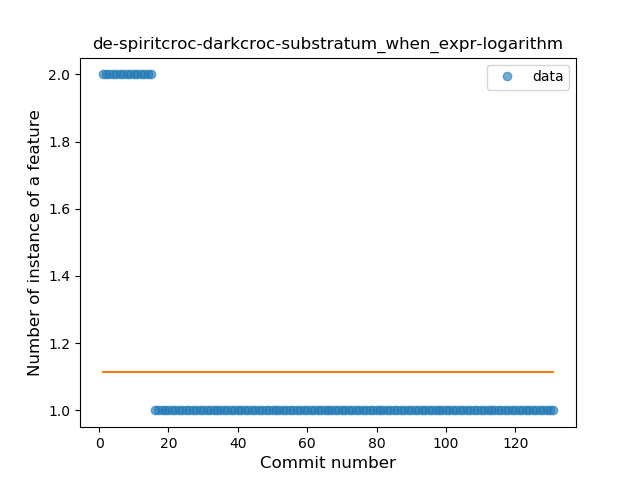 de-spiritcroc-darkcroc-substratum_when_expr-logarithm
data
Number of instance of a feature
2.0
1.8
1.6
1.4
1.2
1.0
0 20 40 60 80 100 120
Commit number